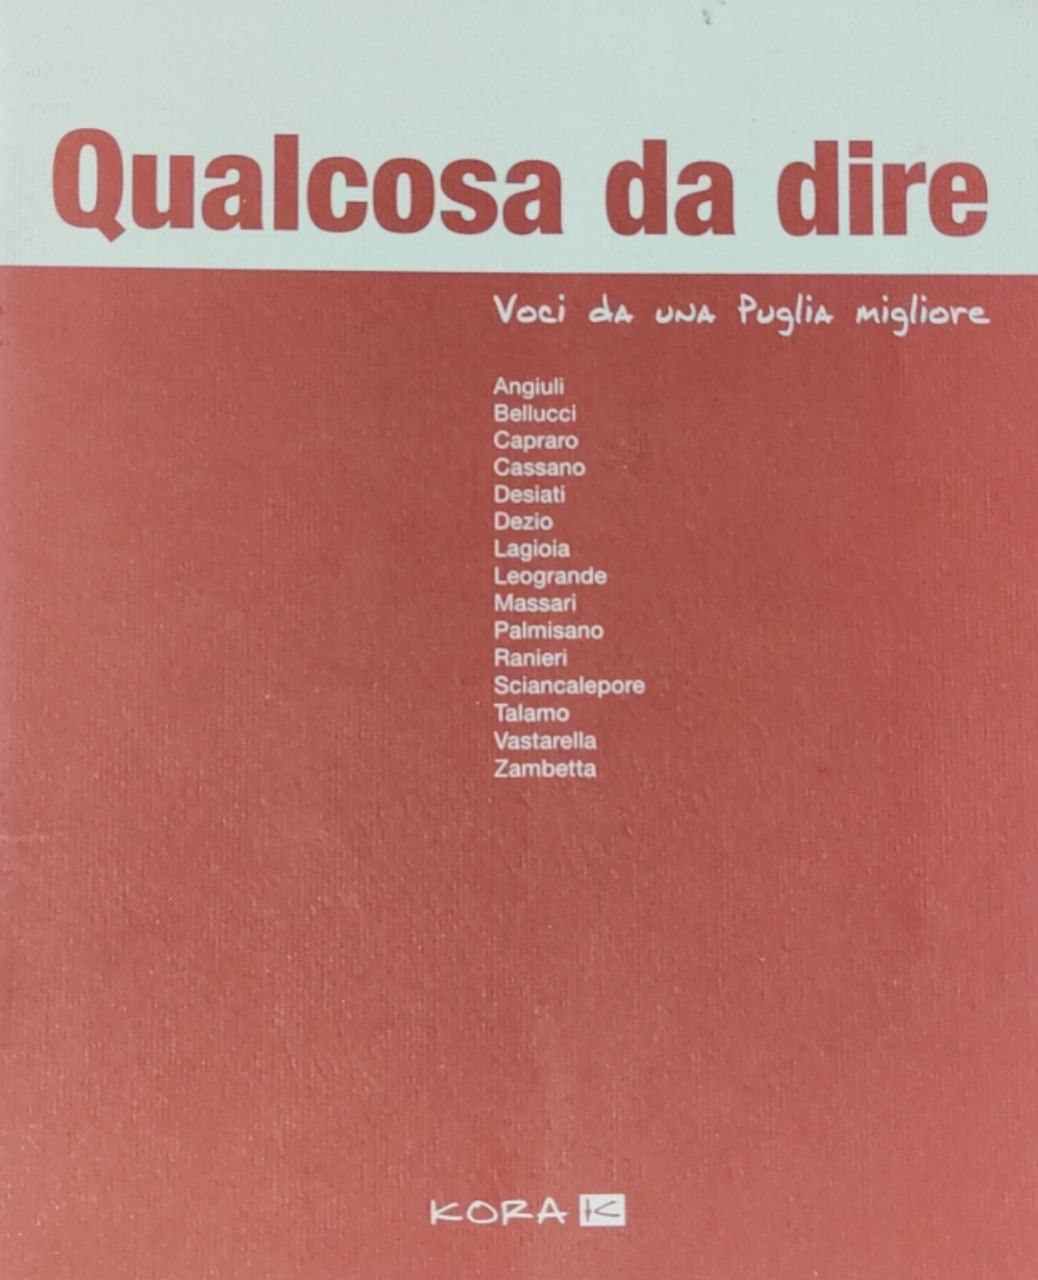 Qualcosa da dire
Voci da una Puglia migliore
Angiuli
Bellucci
Capraro
Cassano
Desiati
Dezio
Lagioia
Leogrande
Massari
Palmisano
Ranieri
Sciancalepore
Talamo
Vastarella
Zambetta
KORA K